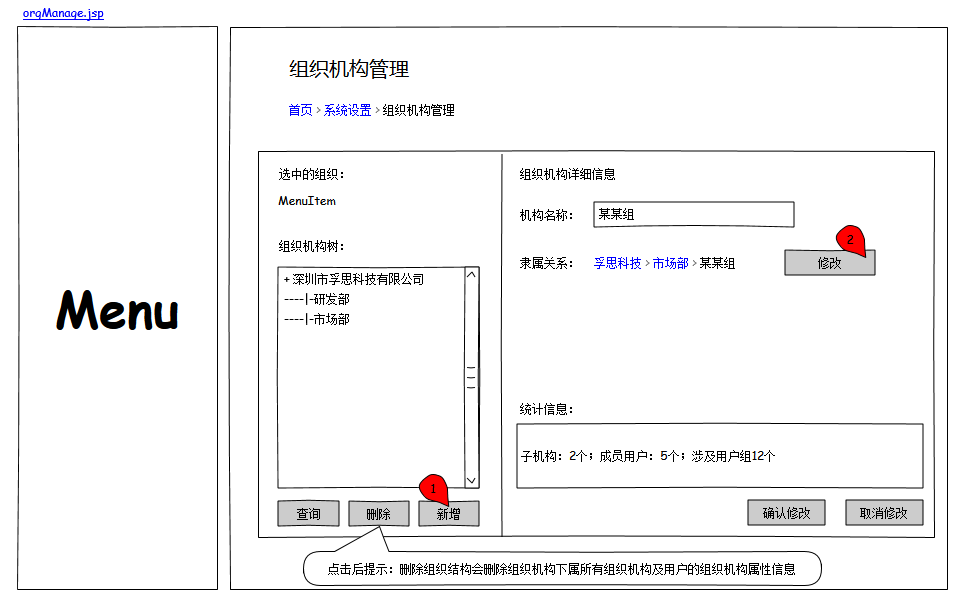 orgManage.jsp
Menu
组织机构管理
首页 > 系统设置 > 组织机构管理
选中的组织：
MenuItem
组织机构树：
+ 深圳市孚思科技有限公司
----|-研发部
----|-市场部
查询
删除
新增
1
组织机构详细信息
机构名称：
某某组
隶属关系：
孚思科技 > 市场部 > 某某组
修改
2
统计信息：
子机构：2个；成员用户：5个；涉及用户组12个
确认修改
取消修改
点击后提示：删除组织结构会删除组织机构下属所有组织机构及用户的组织机构属性信息